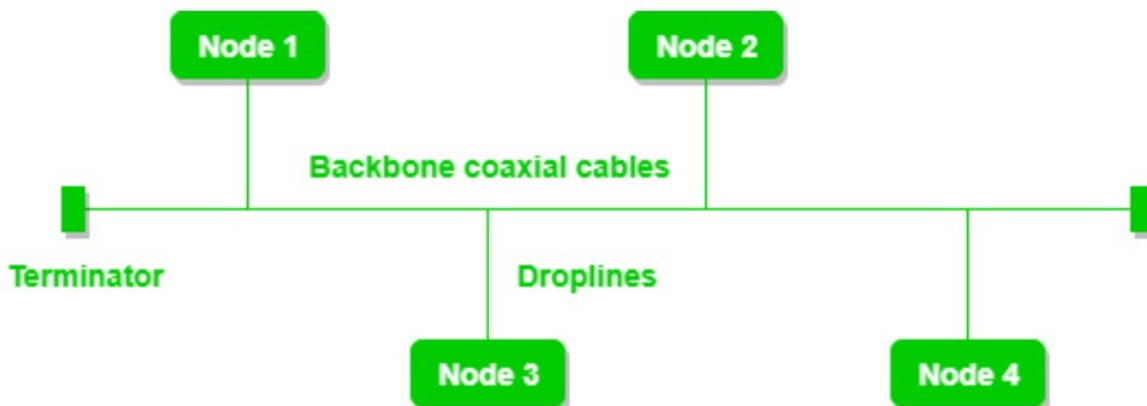 Node 1
Node 2
Backbone coaxial cables
Terminator
Droplines
Node 3
Node 4